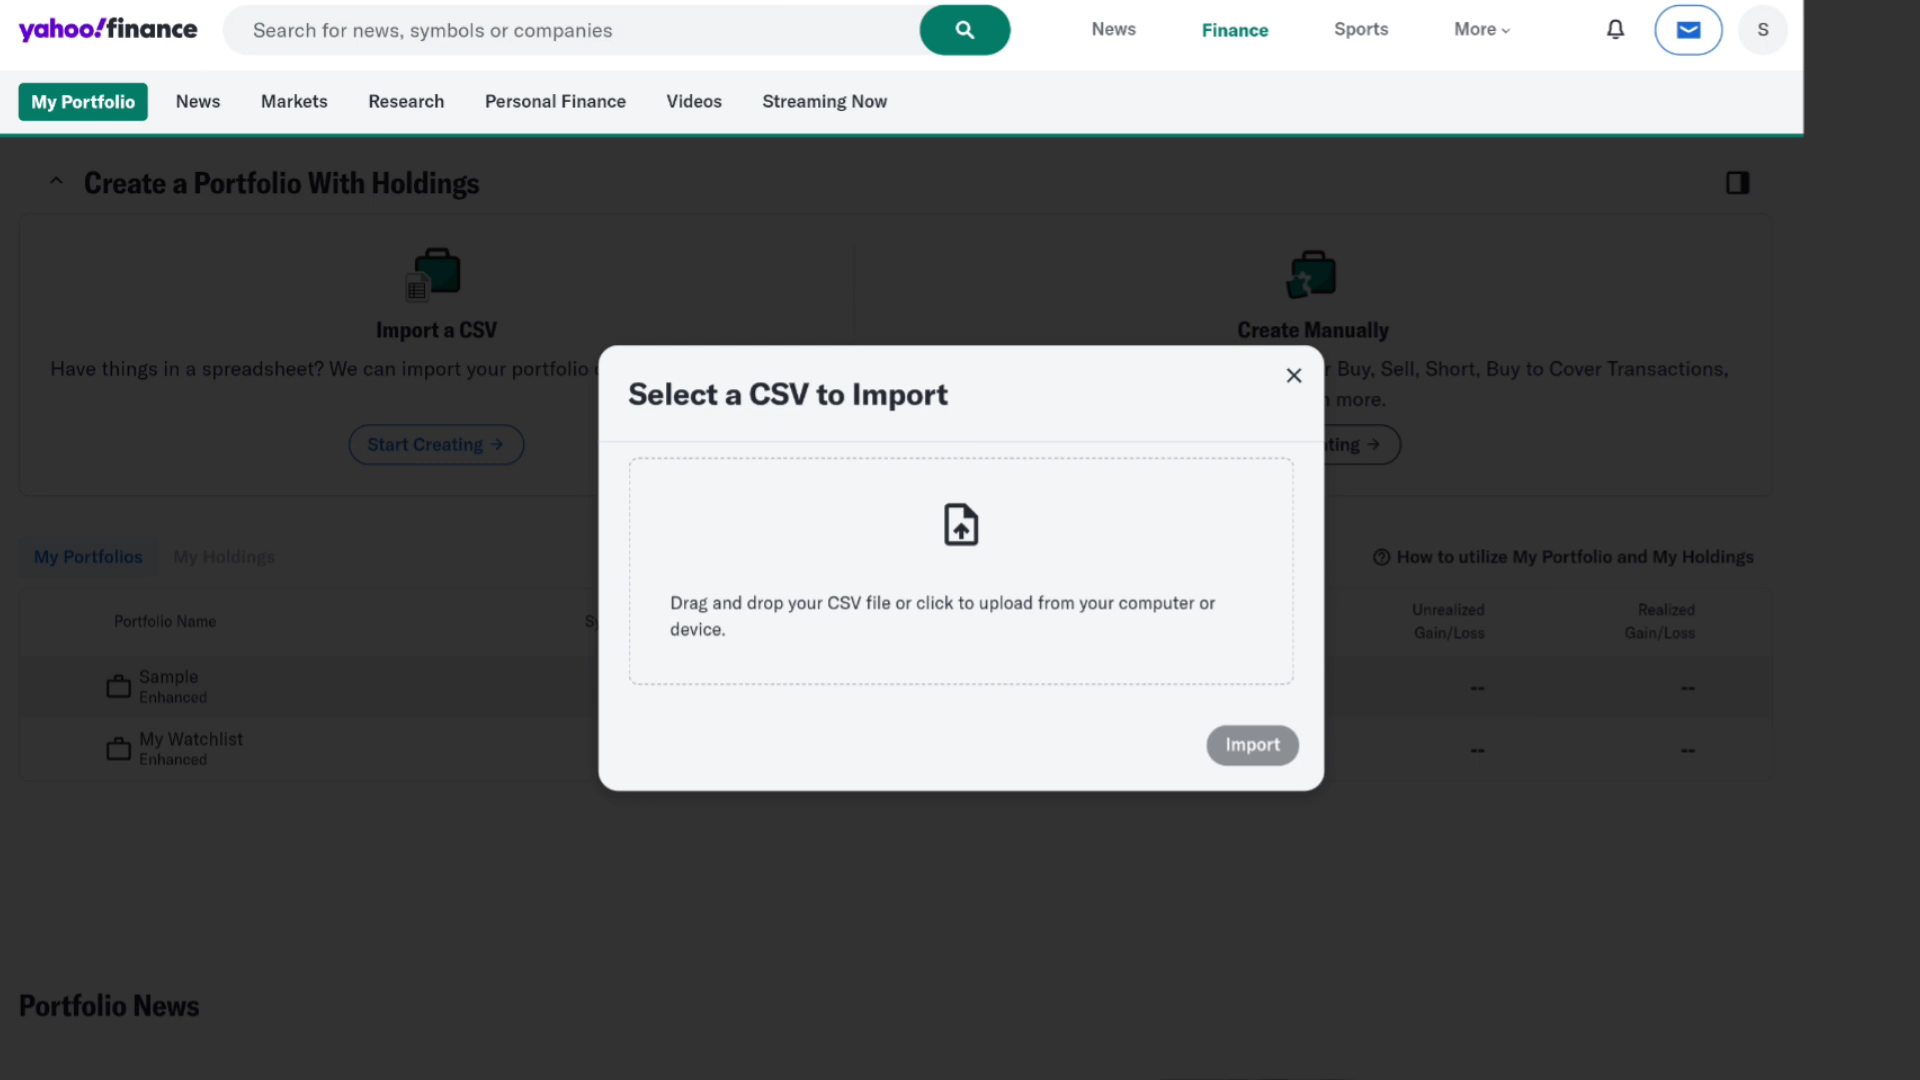 yahoo!finance
Search for news, symbols or companies
News
Finance
Sports
More
S
My Portfolio
News
Markets
Research
Personal Finance
Videos
Streaming Now
Create a Portfolio With Holdings
Import a CSV
Have things in a spreadsheet? We can import your portfolio
Start Creating →
Create Manually
Buy, Sell, Short, Buy to Cover Transactions,
more.
ting →
Select a CSV to Import
Drag and drop your CSV file or click to upload from your computer or
device.
Import
My Portfolios
My Holdings
How to utilize My Portfolio and My Holdings
Portfolio Name
Sy
Unrealized
Gain/Loss
Realized
Gain/Loss
Sample
Enhanced
--
--
My Watchlist
Enhanced
--
--
Portfolio News